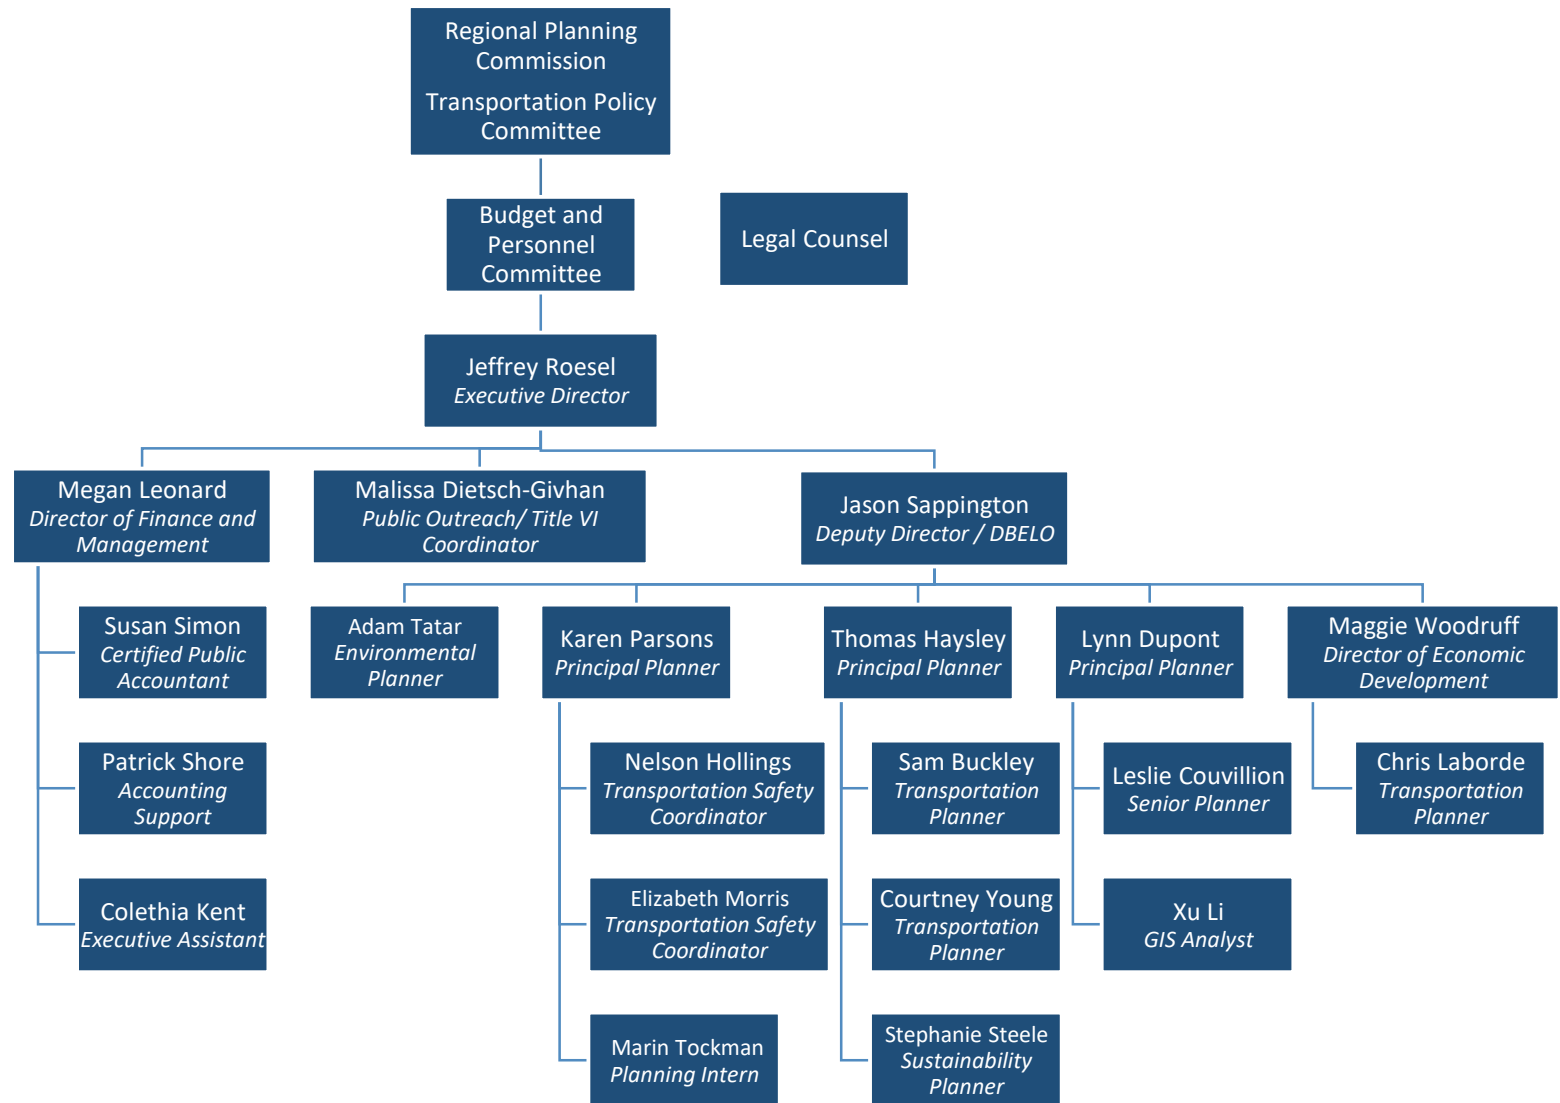 Regional Planning
Commission
Transportation Policy
Committee
Budget and
Personnel
Committee
Legal Counsel
Jeffrey Roesel
Executive Director
Megan Leonard
Director of Finance and
Management
Malissa Dietsch-Givhan
Public Outreach/ Title VI
Coordinator
Jason Sappington
Deputy Director / DBELO
Susan Simon
Certified Public
Accountant
Adam Tatar
Environmental
Planner
Karen Parsons
Principal Planner
Thomas Haysley
Principal Planner
Lynn Dupont
Principal Planner
Maggie Woodruff
Director of Economic
Development
Patrick Shore
Accounting
Support
Nelson Hollings
Transportation Safety
Coordinator
Sam Buckley
Transportation
Planner
Leslie Couvillion
Senior Planner
Chris Laborde
Transportation
Planner
Colethia Kent
Executive Assistant
Elizabeth Morris
Transportation Safety
Coordinator
Courtney Young
Transportation
Planner
Xu Li
GIS Analyst
Marin Tockman
Planning Intern
Stephanie Steele
Sustainability
Planner